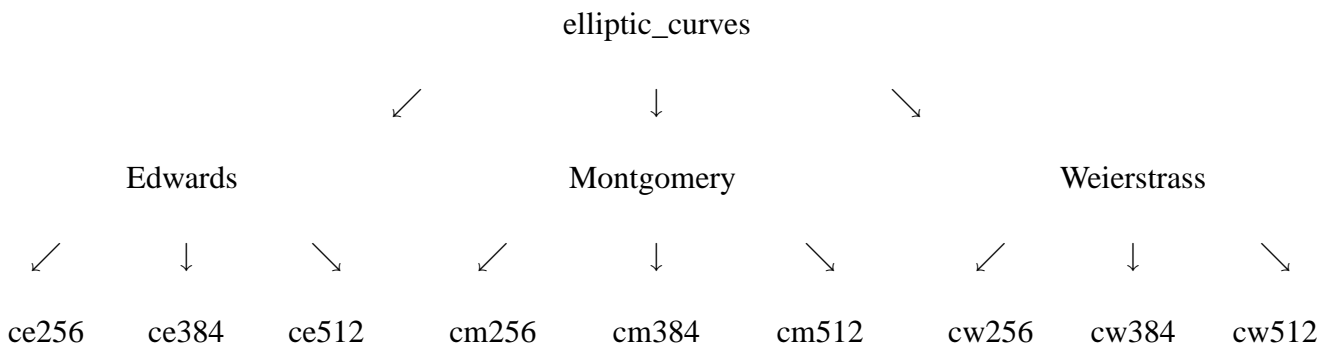 elliptic_curves
↙ ↓ ↘
Edwards Montgomery Weierstrass
↙ ↓ ↘ ↙ ↓ ↘ ↙ ↓ ↘
ce256 ce384 ce512 cm256 cm384 cm512 cw256 cw384 cw512